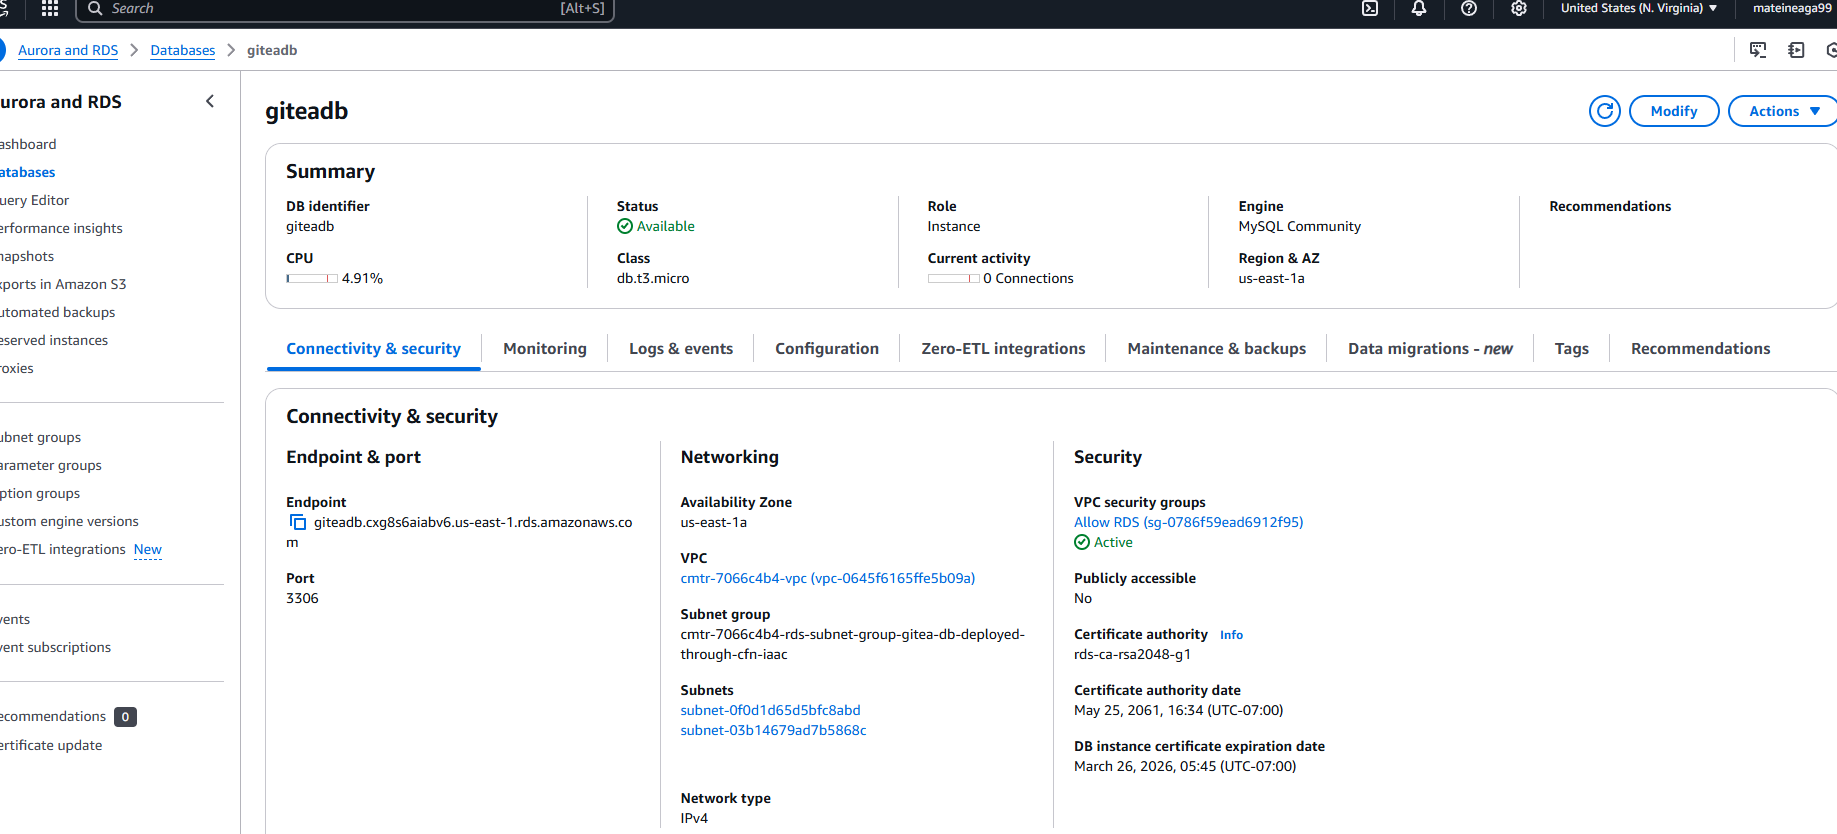 Search [Alt+S] United States (N. Virginia) mateineaga99
Aurora and RDS Databases giteadb
urora and RDS
ashboard
atabases
uery Editor
erformance insights
napshots
xports in Amazon S3
utomated backups
eserved instances
roxies
ubnet groups
arameter groups
ption groups
ustom engine versions
ero-ETL integrations New
vents
vent subscriptions
ecommendations 0
ertificate update
giteadb
Modify
Actions
Summary
DB identifier
giteadb
CPU
4.91%
Status
Available
Class
db.t3.micro
Role
Instance
Current activity
0 Connections
Engine
MySQL Community
Region & AZ
us-east-1a
Recommendations
Connectivity & security Monitoring Logs & events Configuration Zero-ETL integrations Maintenance & backups Data migrations - new Tags Recommendations
Connectivity & security
Endpoint & port
Endpoint
giteadb.cxg8s6aiabv6.us-east-1.rds.amazonaws.co
m
Port
3306
Networking
Availability Zone
us-east-1a
VPC
cmtr-7066c4b4-vpc (vpc-0645f6165ffe5b09a)
Subnet group
cmtr-7066c4b4-rds-subnet-group-gitea-db-deployed-
through-cfn-iaac
Subnets
subnet-0f0d1d65d5bfc8abd
subnet-03b14679ad7b5868c
Network type
IPv4
Security
VPC security groups
Allow RDS (sg-0786f59ead6912f95)
Active
Publicly accessible
No
Certificate authority Info
rds-ca-rsa2048-g1
Certificate authority date
May 25, 2061, 16:34 (UTC-07:00)
DB instance certificate expiration date
March 26, 2026, 05:45 (UTC-07:00)